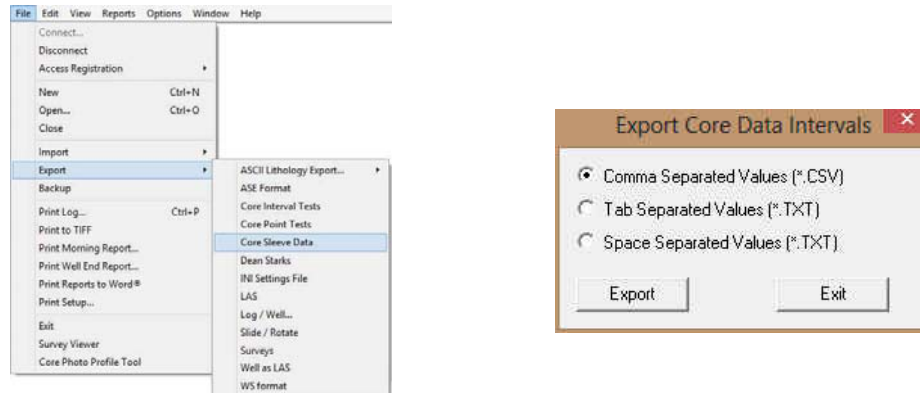 File Edit View Reports Options Window Help
Connect...
Disconnect
Access Registration
New Ctrl+N
Open... Ctrl+O
Close
Import
Export
Backup
Print Log... Ctrl+P
Print to TIFF
Print Morning Report...
Print Well End Report...
Print Reports to Word®
Print Setup...
Exit
Survey Viewer
Core Photo Profile Tool
ASCII Lithology Export...
ASE Format
Core Interval Tests
Core Point Tests
Core Sleeve Data
Dean Starks
INI Settings File
LAS
Log / Well...
Slide / Rotate
Surveys
Well as LAS
WS format
Export Core Data Intervals
Comma Separated Values (*.CSV)
Tab Separated Values (*.TXT)
Space Separated Values (*.TXT)
Export Exit